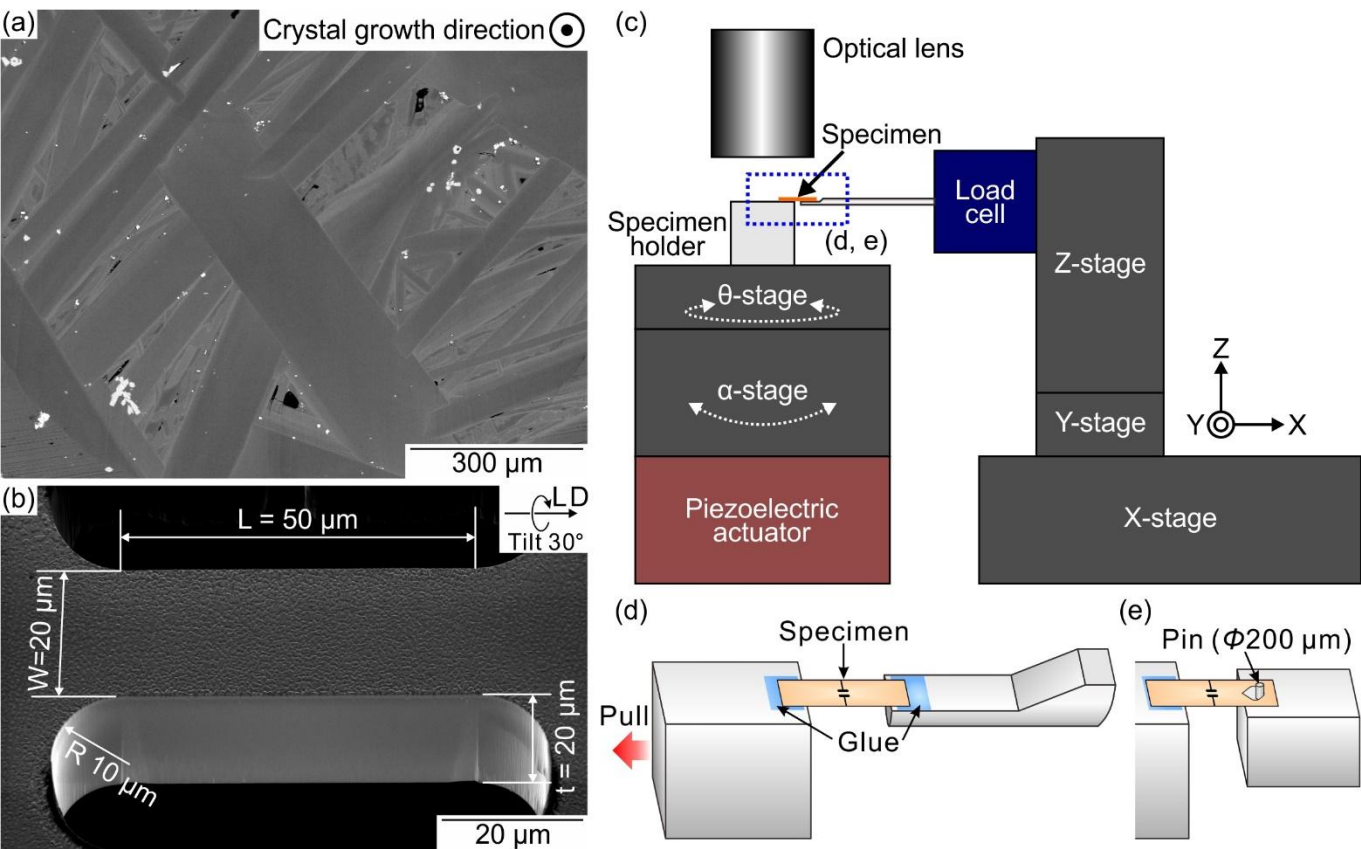 (a)
Crystal growth direction
300 µm
(b)
L = 50 µm
LD
Tilt 30°
W=20 µm
R 10 µm
t = 20 µm
20 µm
(c)
Optical lens
Specimen
Load
cell
Specimen
holder
(d, e)
Z-stage
θ-stage
α-stage
Z
Y
X
Y-stage
Piezoelectric
actuator
X-stage
(d)
Specimen
Pull
Glue
(e)
Pin (Φ200 µm)